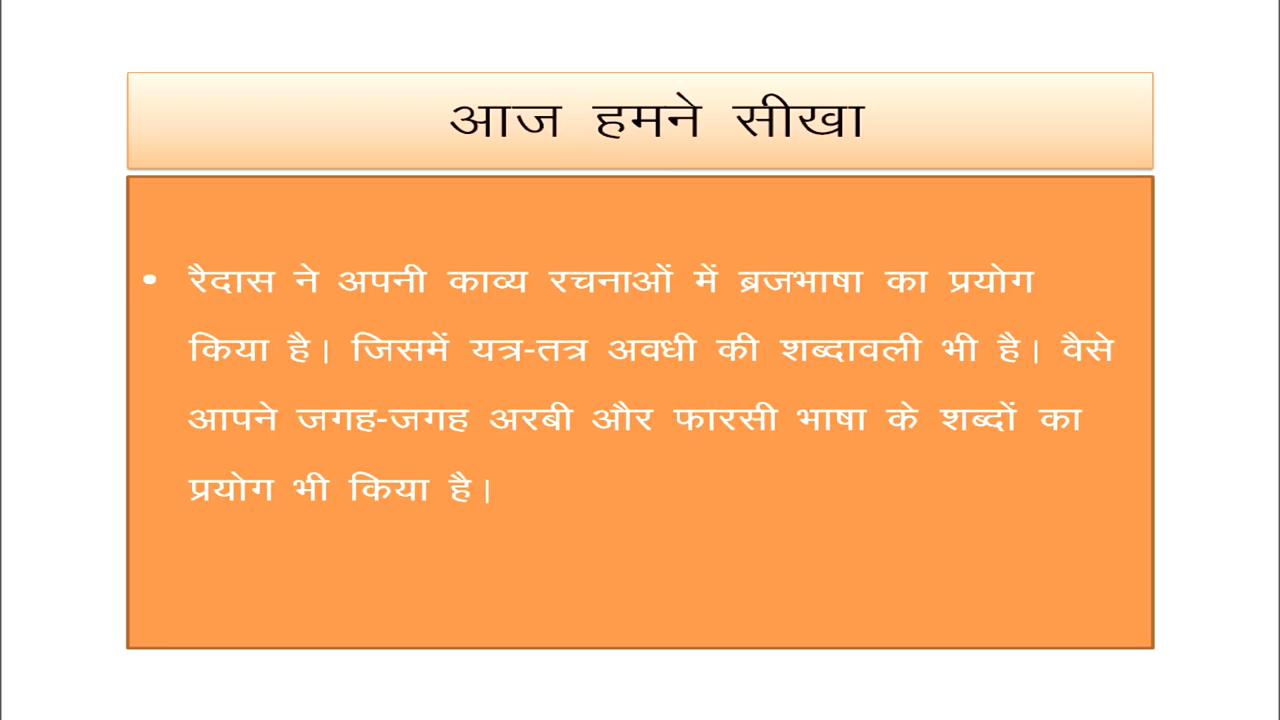 आज हमने सीखा
• रैदास ने अपनी काव्य रचनाओं में ब्रजभाषा का प्रयोग
किया है। जिसमें यत्र-तत्र अवधी की शब्दावली भी है। वैसे
आपने जगह-जगह अरबी और फारसी भाषा के शब्दों का
प्रयोग भी किया है।